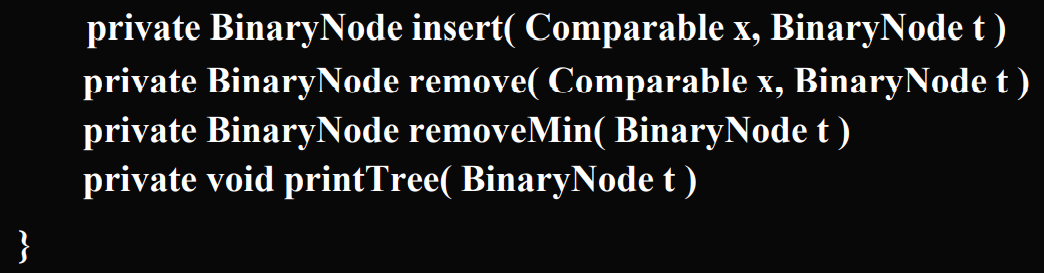 private BinaryNode insert( Comparable x, BinaryNode t )
private BinaryNode remove( Comparable x, BinaryNode t )
private BinaryNode removeMin( BinaryNode t )
private void printTree( BinaryNode t )
}